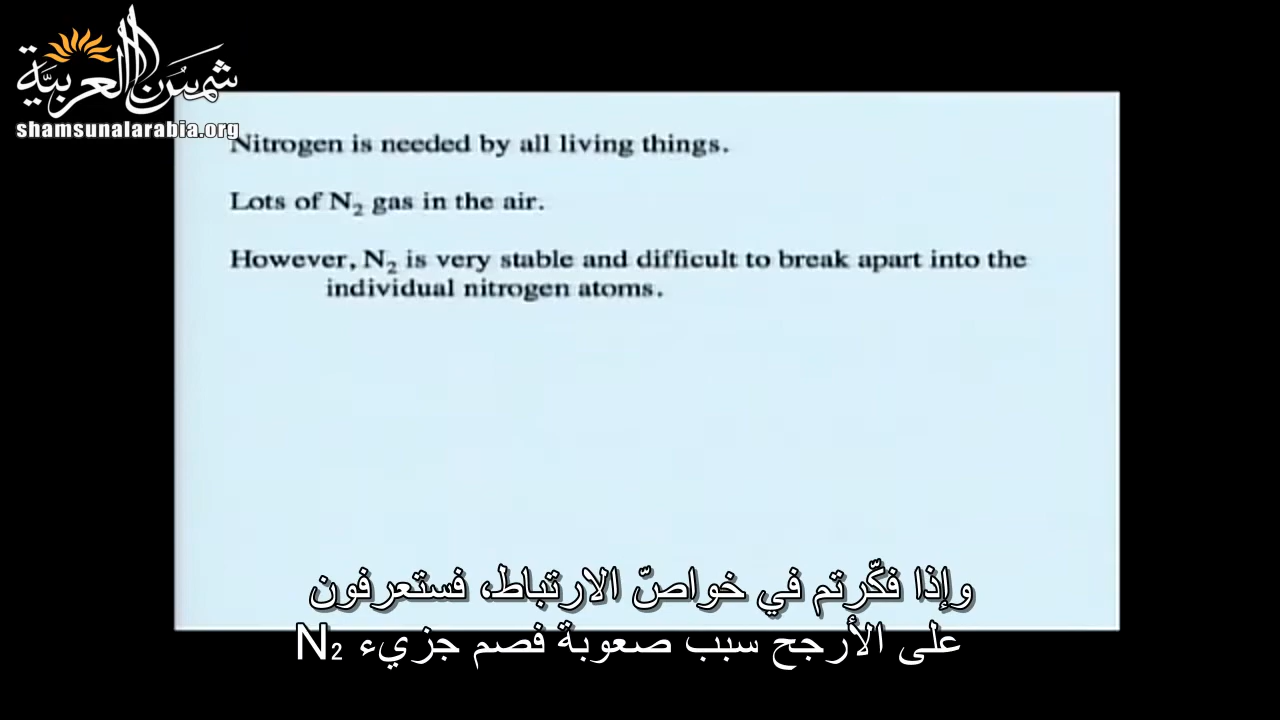 شمس العربية
shamsunalarabia.org
Nitrogen is needed by all living things.
Lots of N₂ gas in the air.
However, N₂ is very stable and difficult to break apart into the
individual nitrogen atoms.
وإذا فكّرتم في خواصّ الارتباط، فستعرفون
على الأرجح سبب صعوبة فصم جزيء N₂